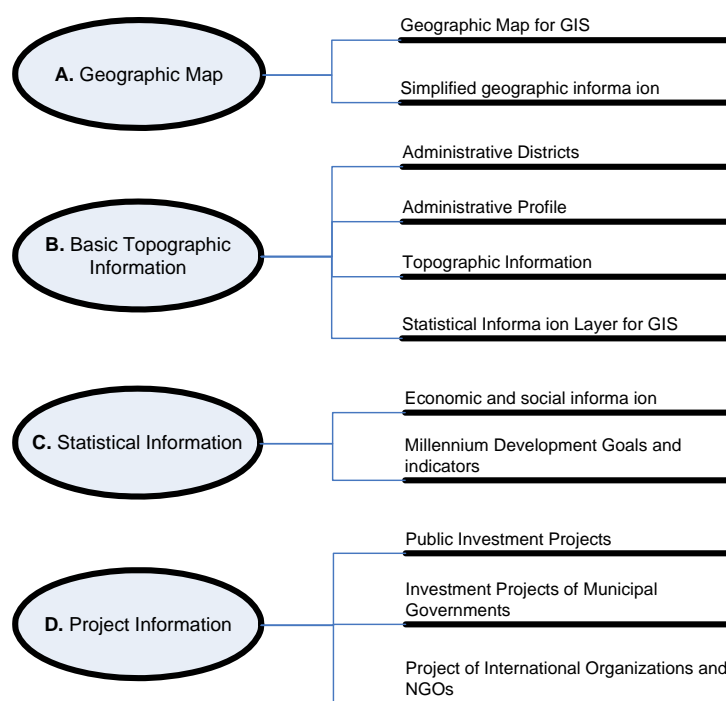 A. Geographic Map
Geographic Map for GIS
Simplified geographic informa ion
B. Basic Topographic
Information
Administrative Districts
Administrative Profile
Topographic Information
Statistical Informa ion Layer for GIS
C. Statistical Information
Economic and social informa ion
Millennium Development Goals and
indicators
D. Project Information
Public Investment Projects
Investment Projects of Municipal
Governments
Project of International Organizations and
NGOs